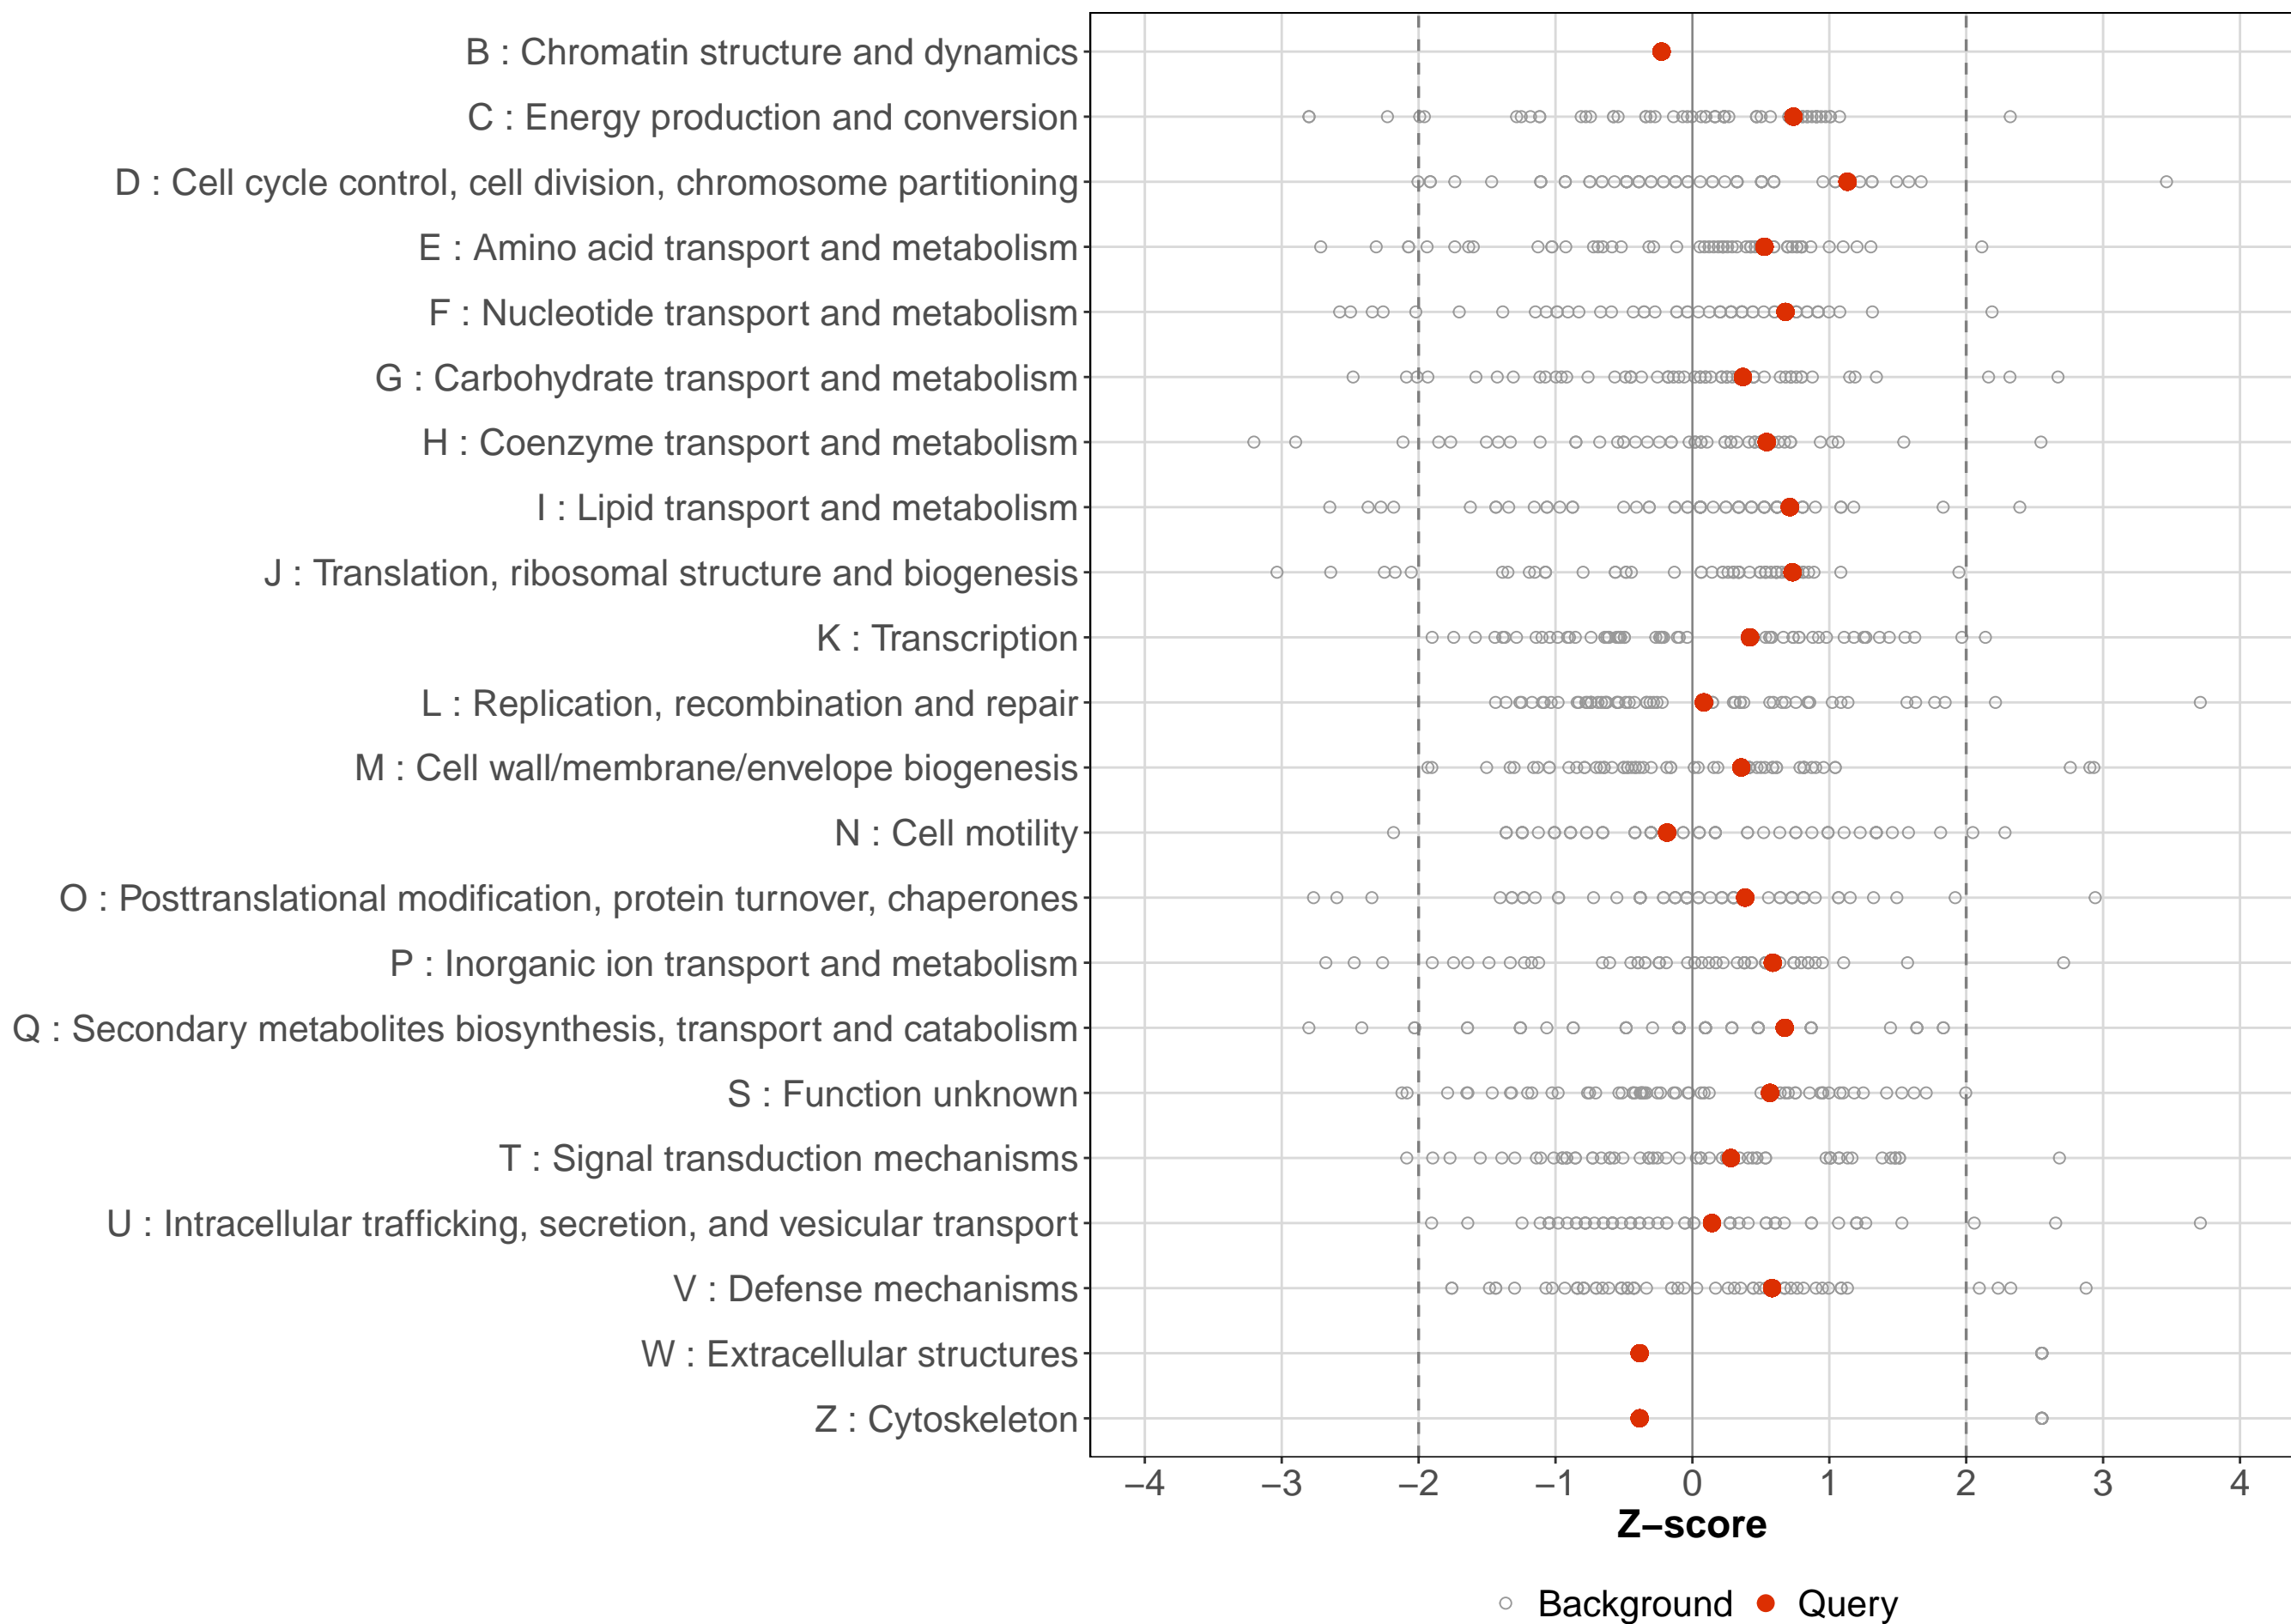 B : Chromatin structure and dynamics
C : Energy production and conversion
D : Cell cycle control, cell division, chromosome partitioning
E : Amino acid transport and metabolism
F : Nucleotide transport and metabolism
G : Carbohydrate transport and metabolism
H : Coenzyme transport and metabolism
I : Lipid transport and metabolism
J : Translation, ribosomal structure and biogenesis
K : Transcription
L : Replication, recombination and repair
M : Cell wall/membrane/envelope biogenesis
N : Cell motility
O : Posttranslational modification, protein turnover, chaperones
P : Inorganic ion transport and metabolism
Q : Secondary metabolites biosynthesis, transport and catabolism
S : Function unknown
T : Signal transduction mechanisms
U : Intracellular trafficking, secretion, and vesicular transport
V : Defense mechanisms
W : Extracellular structures
Z : Cytoskeleton
−4 −3 −2 −1 0 1 2 3 4
Z−score
Background Query